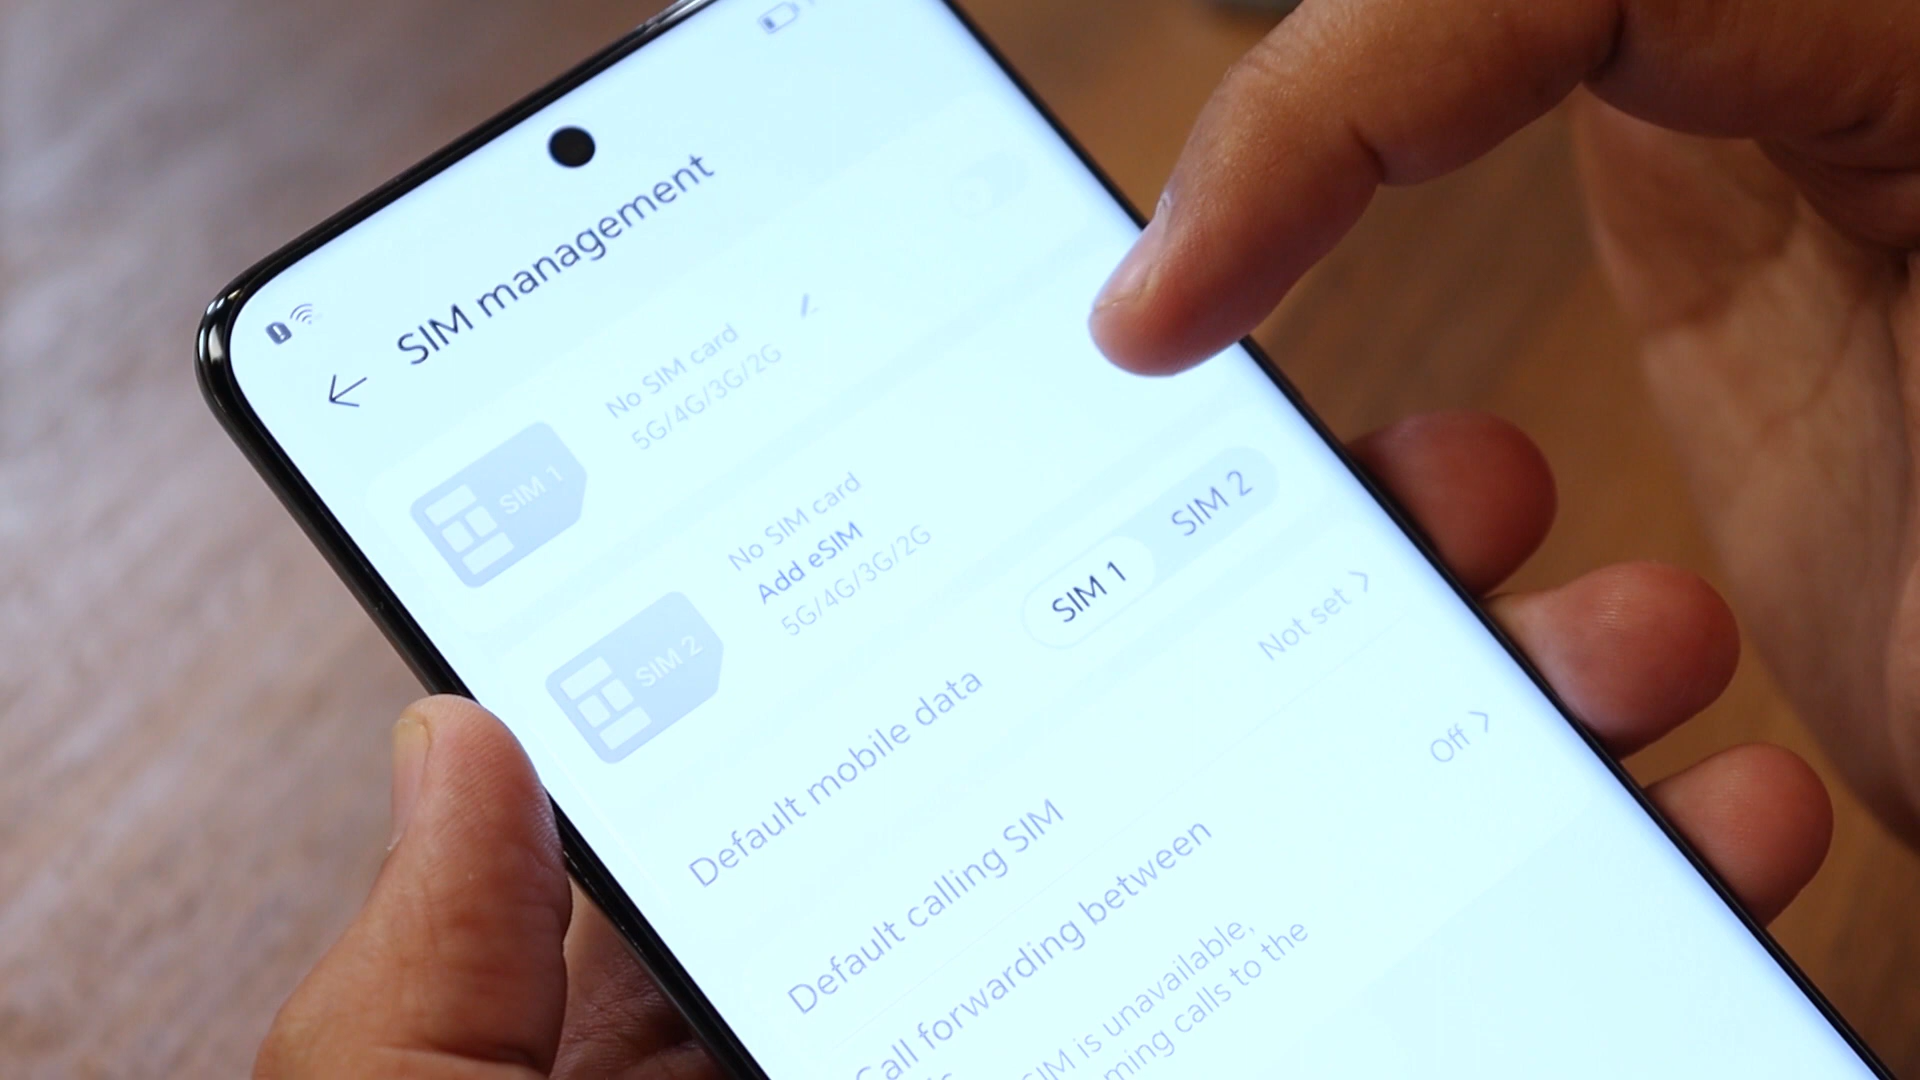 SIM management
SIM 1
No SIM card
5G/4G/3G/2G
SIM 2
No SIM card
Add eSIM
5G/4G/3G/2G
Default mobile data
SIM 1
SIM 2
Default calling SIM
Not set
Call forwarding between
Off
SIM is unavailable,
ming calls to the